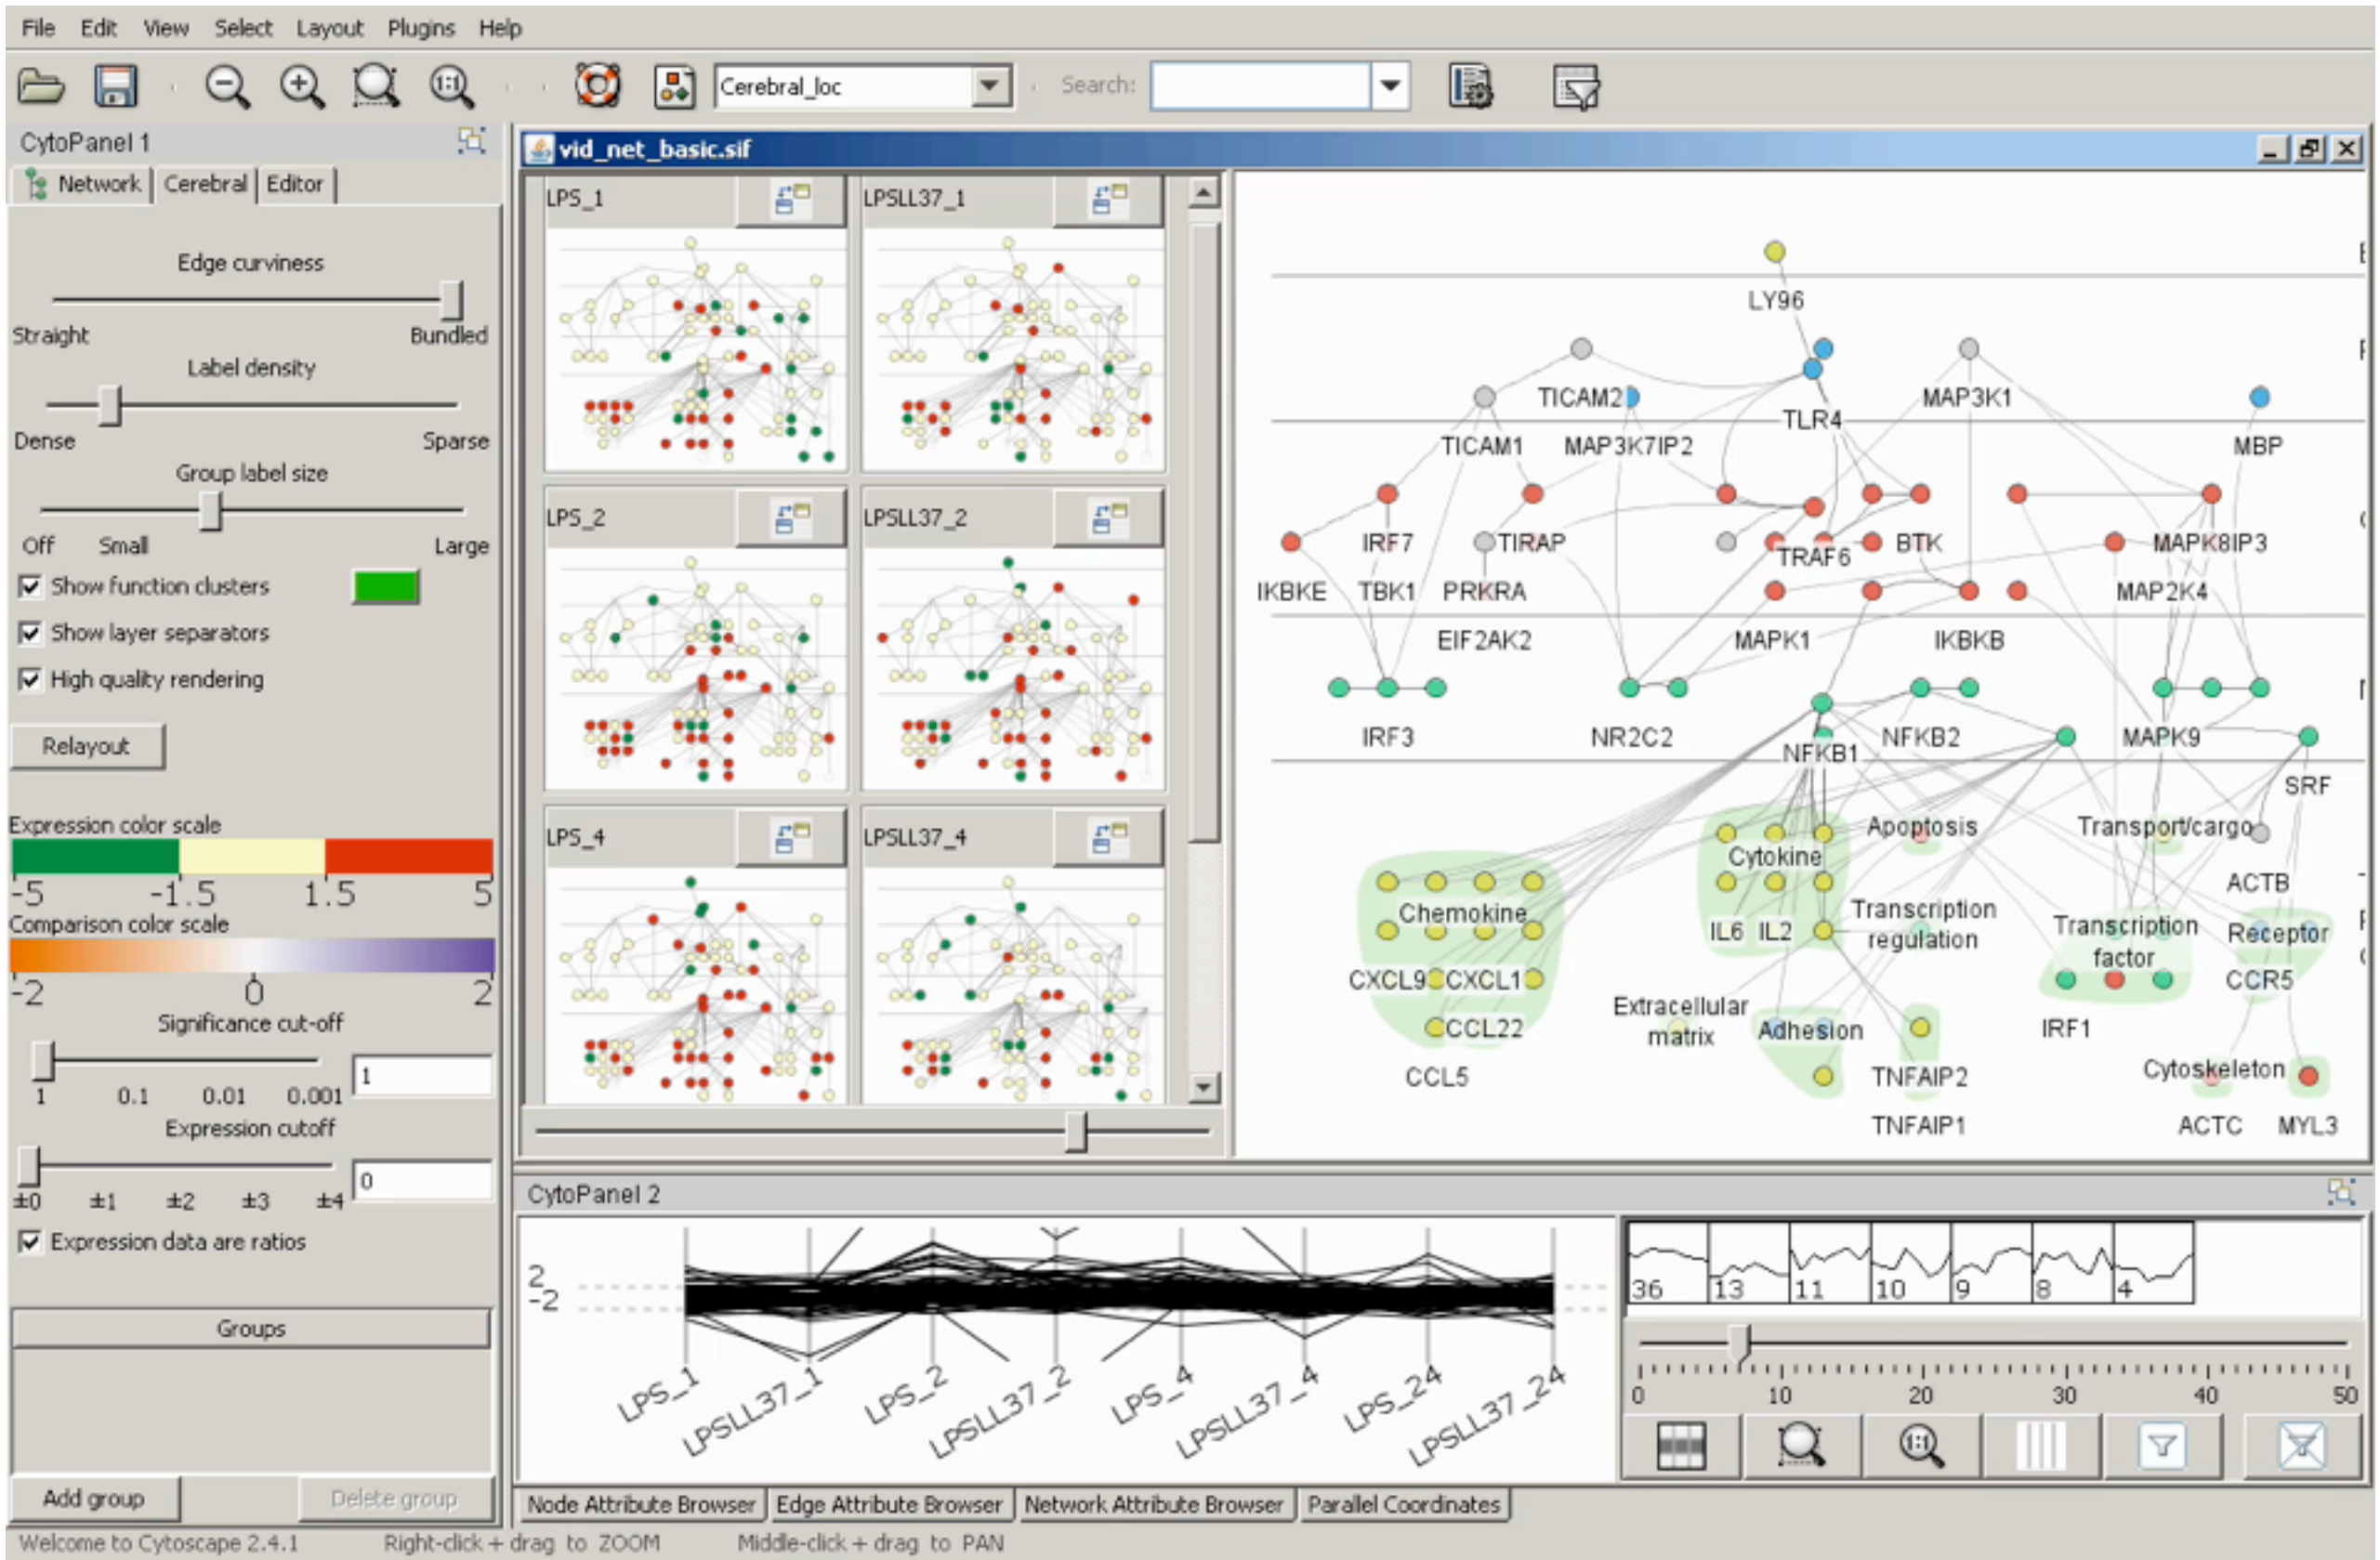 File Edit View Select Layout Plugins Help
1:1 Cerebral_loc Search:
CytoPanel 1
Network Cerebral Editor
Edge curviness
Straight Bundled
Label density
Dense Sparse
Group label size
Off Small Large
Show function clusters
Show layer separators
High quality rendering
Relayout
Expression color scale
-5 -1.5 1.5 5
Comparison color scale
-2 0 2
Significance cut-off
1
1 0.1 0.01 0.001
Expression cutoff
0
±0 ±1 ±2 ±3 ±4
Expression data are ratios
Groups
Add group Delete group
vid_net_basic.sif
LPS_1 LPSLL37_1
LPS_2 LPSLL37_2
LPS_4 LPSLL37_4
LY96
TICAM2 MAP3K1
TLR4
TICAM1 MAP3K7IP2 MBP
IRF7 TIRAP TRAF6 BTK MAPK8IP3
IKBKE TBK1 PRKRA MAP2K4
EIF2AK2 MAPK1 IKBKB
IRF3 NR2C2 NFKB1 NFKB2 MAPK9
SRF
Apoptosis Transport/cargo
Cytokine
ACTB
Chemokine Transcription Transcription
IL6 IL2 regulation factor Receptor
CXCL9 CXCL1 CCR5
Extracellular
matrix
CCL22 Adhesion IRF1
CCL5 TNFAIP2 Cytoskeleton
TNFAIP1 ACTC MYL3
CytoPanel 2
2
-2
LPS_1 LPSLL37_1 LPS_2 LPSLL37_2 LPS_4 LPSLL37_4 LPS_24 LPSLL37_24
36 13 11 10 9 8 4
0 10 20 30 40 50
1:1
Node Attribute Browser Edge Attribute Browser Network Attribute Browser Parallel Coordinates
Welcome to Cytoscape 2.4.1 Right-click + drag to ZOOM Middle-click + drag to PAN